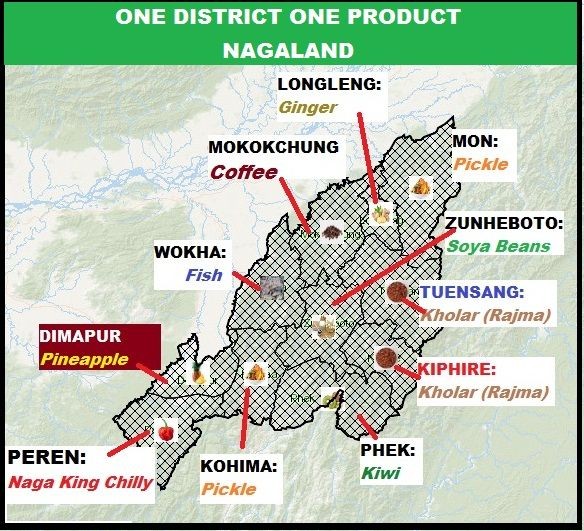 ONE DISTRICT ONE PRODUCT
NAGALAND
LONGLENG:
Ginger
MON:
Pickle
MOKOKCHUNG
Coffee
ZUNHEBOTO:
Soya Beans
WOKHA:
Fish
TUENSANG:
Kholar (Rajma)
DIMAPUR
Pineapple
KIPHIRE:
Kholar (Rajma)
PEREN:
Naga King Chilly
KOHIMA:
Pickle
PHEK:
Kiwi